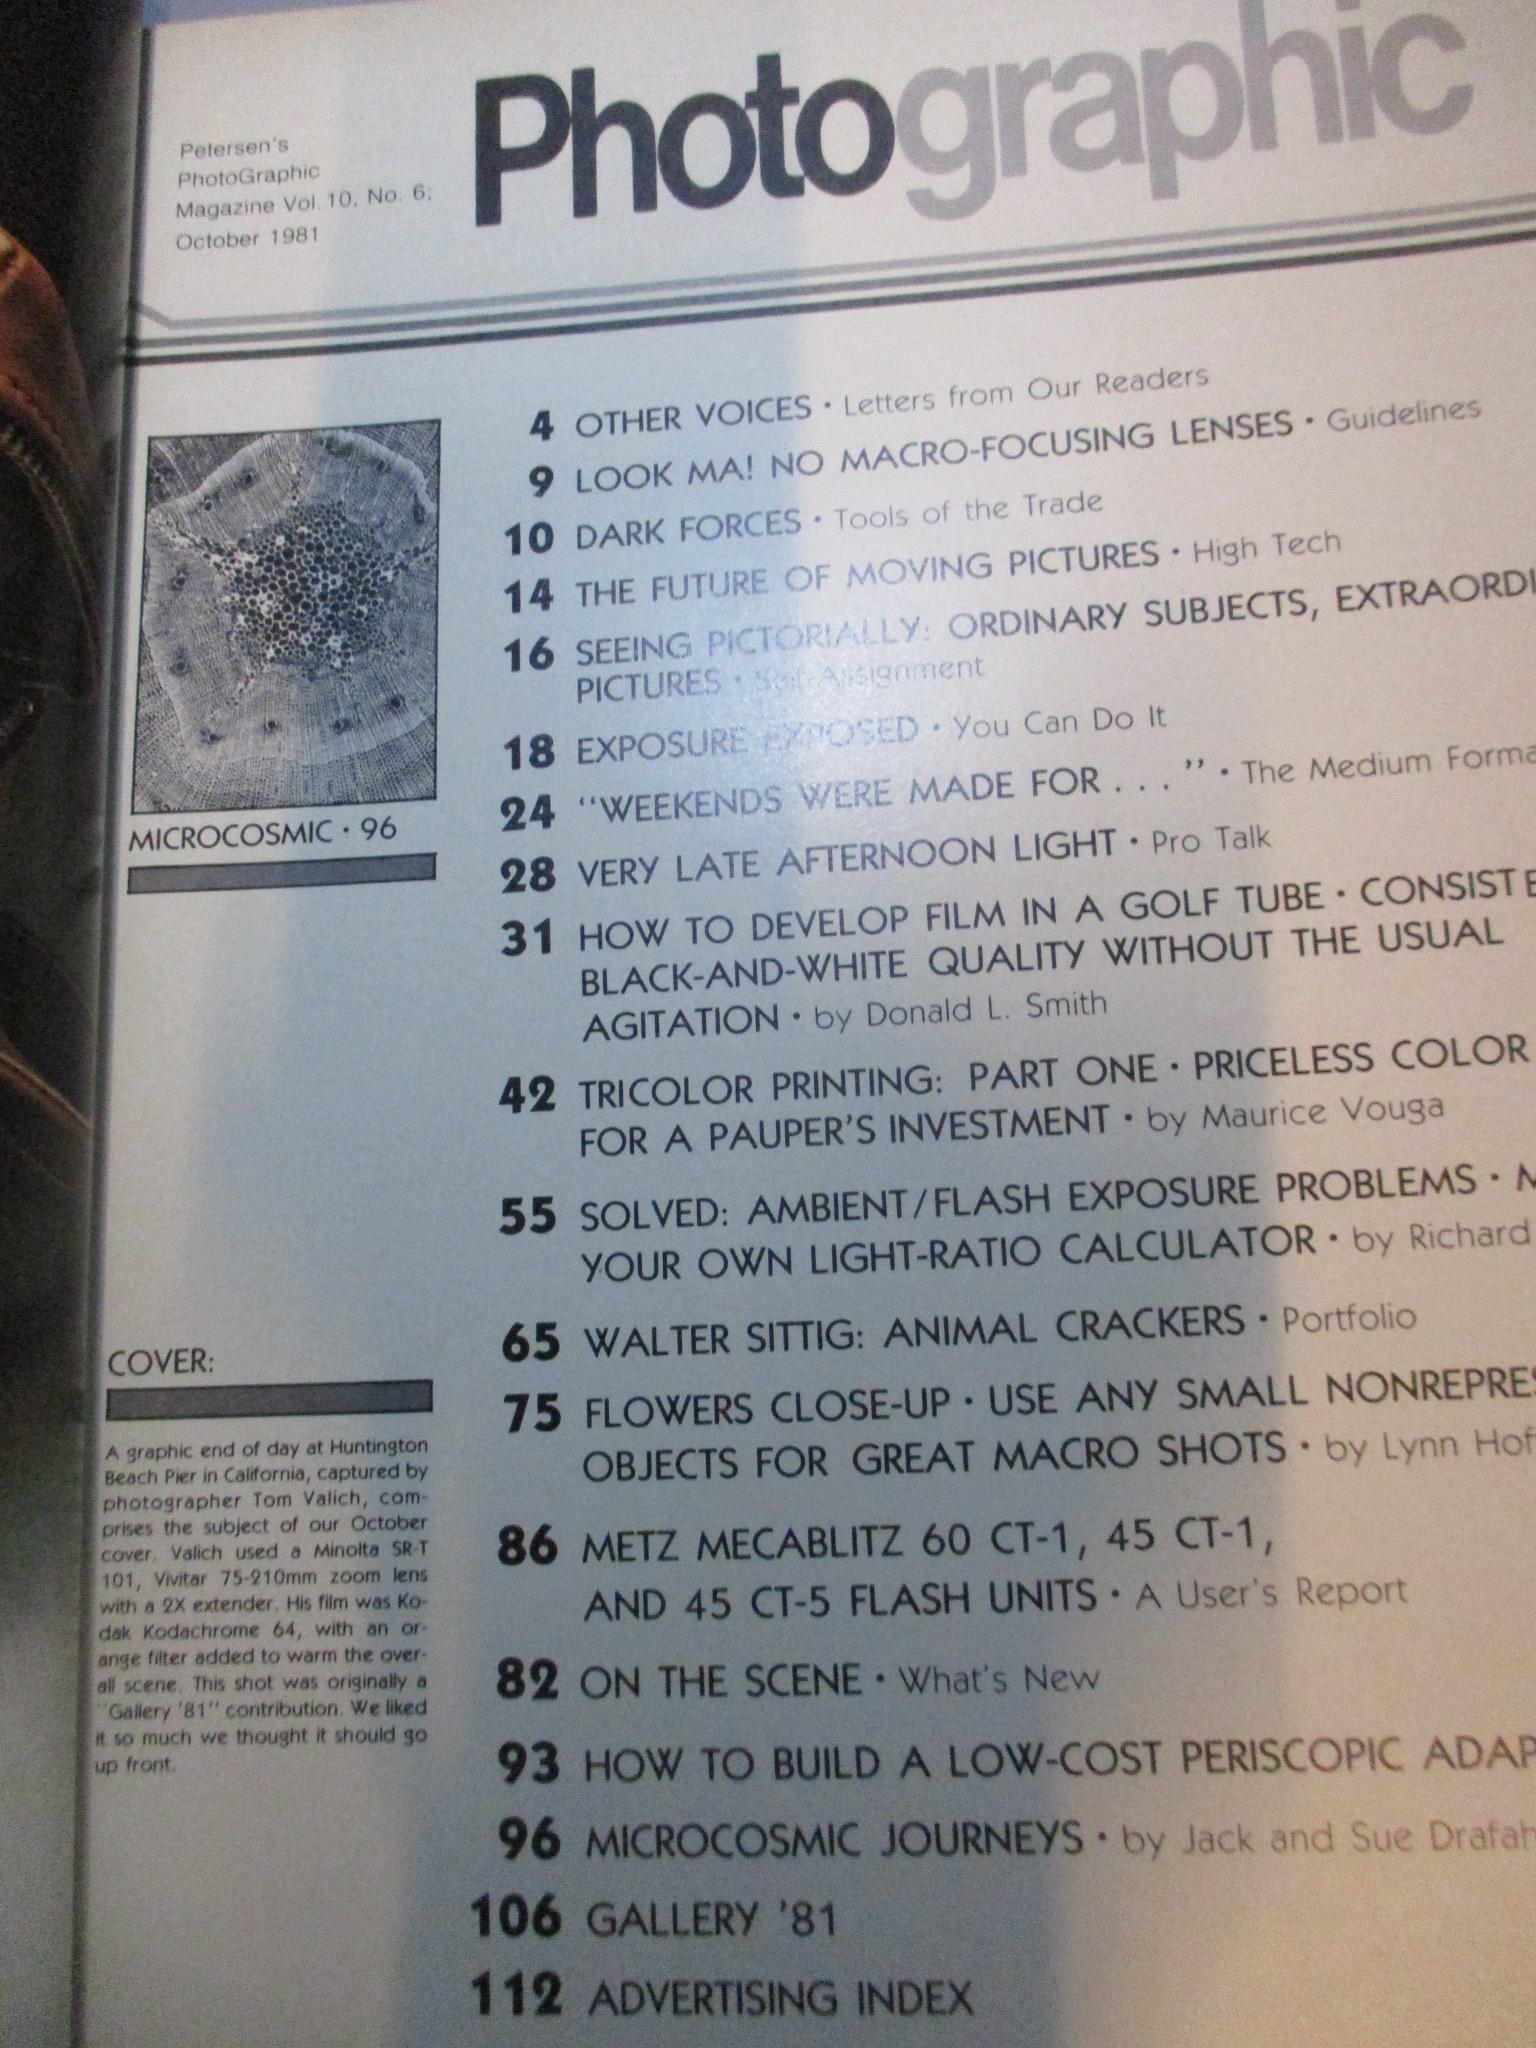 Photographic
Petersen's
PhotoGraphic
Magazine Vol. 10, No. 6;
October 1981
MICROCOSMIC · 96
4 OTHER VOICES · Letters from Our Readers
9 LOOK MA! NO MACRO-FOCUSING LENSES · Guidelines
10 DARK FORCES · Tools of the Trade
14 THE FUTURE OF MOVING PICTURES · High Tech
16 SEEING PICTORIALLY: ORDINARY SUBJECTS, EXTRAORDI
PICTURES · Self-Assignment
18 EXPOSURE EXPOSED · You Can Do It
24 "WEEKENDS WERE MADE FOR . . ." · The Medium Forma
28 VERY LATE AFTERNOON LIGHT · Pro Talk
31 HOW TO DEVELOP FILM IN A GOLF TUBE · CONSISTE
BLACK-AND-WHITE QUALITY WITHOUT THE USUAL
AGITATION · by Donald L. Smith
42 TRICOLOR PRINTING: PART ONE · PRICELESS COLOR
FOR A PAUPER'S INVESTMENT · by Maurice Vouga
55 SOLVED: AMBIENT/FLASH EXPOSURE PROBLEMS · M
YOUR OWN LIGHT-RATIO CALCULATOR · by Richard
65 WALTER SITTIG: ANIMAL CRACKERS · Portfolio
75 FLOWERS CLOSE-UP · USE ANY SMALL NONREPRES
OBJECTS FOR GREAT MACRO SHOTS · by Lynn Hof
86 METZ MECABLITZ 60 CT-1, 45 CT-1,
AND 45 CT-5 FLASH UNITS · A User's Report
82 ON THE SCENE · What's New
93 HOW TO BUILD A LOW-COST PERISCOPIC ADAP
96 MICROCOSMIC JOURNEYS · by Jack and Sue Drafah
106 GALLERY '81
112 ADVERTISING INDEX
COVER:
A graphic end of day at Huntington
Beach Pier in California, captured by
photographer Tom Valich, com-
prises the subject of our October
cover. Valich used a Minolta SR-T
101, Vivitar 75-210mm zoom lens
with a 2X extender. His film was Ko-
dak Kodachrome 64, with an or-
ange filter added to warm the over-
all scene. This shot was originally a
"Gallery '81" contribution. We liked
it so much we thought it should go
up front.